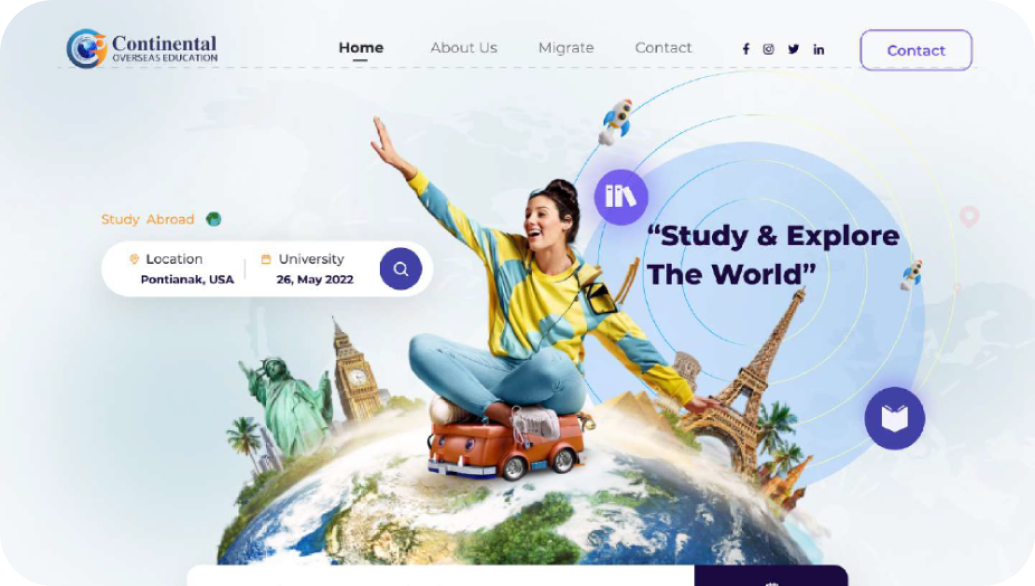 Continental
OVERSEAS EDUCATION
Home
About Us
Migrate
Contact
Contact
Study Abroad
Location
Pontianak, USA
University
26, May 2022
“Study & Explore
The World”